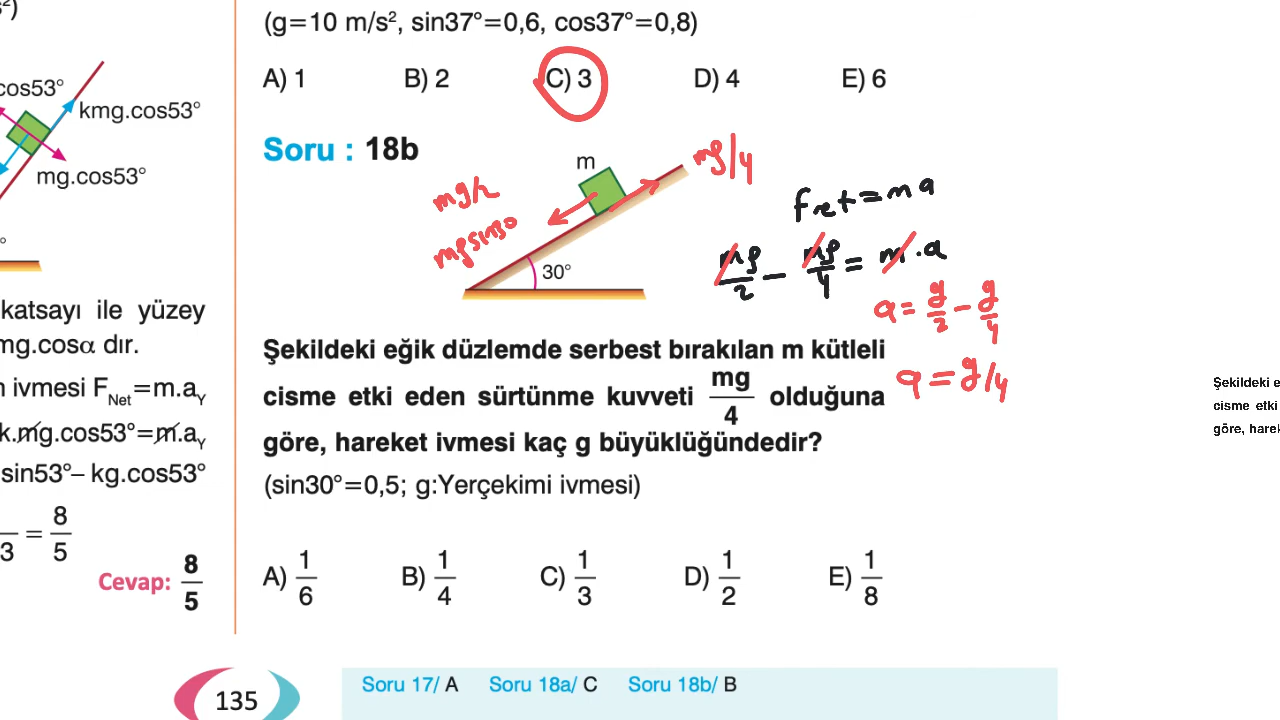 ²)
cos53°
kmg.cos53°
mg.cos53°
°
katsayı ile yüzey
mg.cosα dır.
n ivmesi F_Net=m.a_Y
k.mg.cos53°=m.a_Y
sin53°– kg.cos53°
3 = 8/5
Cevap: 8/5
(g=10 m/s², sin37°=0,6, cos37°=0,8)
A) 1 B) 2 C) 3 D) 4 E) 6
Soru : 18b
m
mg/4
mg/2
mgsin30
30°
Fnet=ma
mg/2 – mg/4 = m.a
a = g/2 – g/4
a = g/4
Şekildeki eğik düzlemde serbest bırakılan m kütleli
cisme etki eden sürtünme kuvveti mg/4 olduğuna
göre, hareket ivmesi kaç g büyüklüğündedir?
(sin30°=0,5; g:Yerçekimi ivmesi)
A) 1/6 B) 1/4 C) 1/3 D) 1/2 E) 1/8
Şekildeki e
cisme etki
göre, harek
135
Soru 17/ A Soru 18a/ C Soru 18b/ B